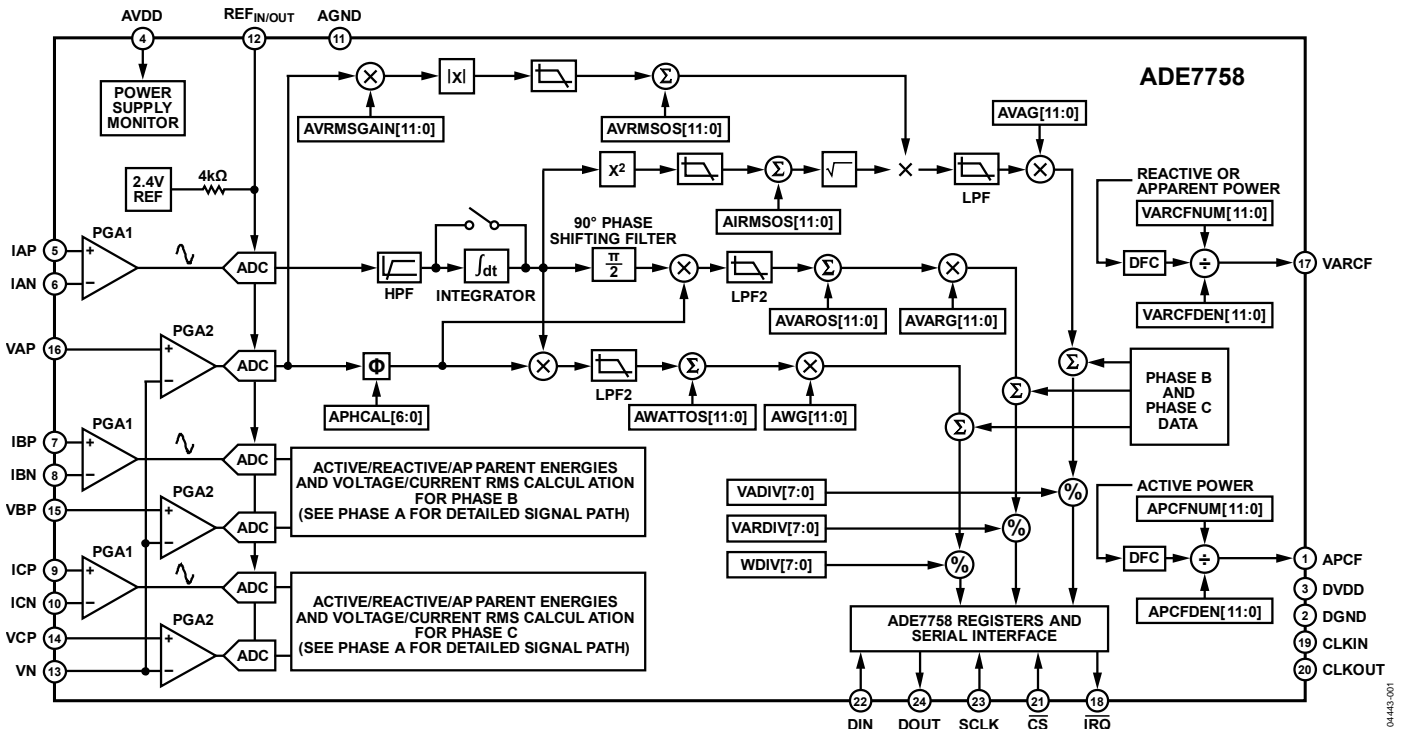 AVDD
REFIN/OUT
AGND
4
12
11
ADE7758
POWER
SUPPLY
MONITOR
|x|
AVRMSGAIN[11:0]
AVRMSOS[11:0]
AVAG[11:0]
2.4V
REF
4kΩ
X²
√
LPF
AIRMSOS[11:0]
REACTIVE OR
APPARENT POWER
VARCFNUM[11:0]
DFC
÷
17
VARCF
VARCFDEN[11:0]
90° PHASE
SHIFTING FILTER
π
2
IAP
5
+
PGA1
IAN
6
−
ADC
HPF
∫dt
INTEGRATOR
×
LPF2
Σ
×
AVAROS[11:0]
AVARG[11:0]
VAP
16
+
−
PGA2
ADC
Φ
APHCAL[6:0]
×
LPF2
Σ
×
AWATTOS[11:0]
AWG[11:0]
Σ
Σ
Σ
PHASE B
AND
PHASE C
DATA
IBP
7
+
PGA1
IBN
8
−
ADC
VBP
15
+
−
PGA2
ADC
ACTIVE/REACTIVE/AP PARENT ENERGIES
AND VOLTAGE/CURRENT RMS CALCUL ATION
FOR PHASE B
(SEE PHASE A FOR DETAILED SIGNAL PATH)
ICP
9
+
PGA1
ICN
10
−
ADC
VCP
14
+
PGA2
VN
13
−
ADC
ACTIVE/REACTIVE/AP PARENT ENERGIES
AND VOLTAGE/CURRENT RMS CALCUL ATION
FOR PHASE C
(SEE PHASE A FOR DETAILED SIGNAL PATH)
VADIV[7:0]
%
VARDIV[7:0]
%
WDIV[7:0]
%
ACTIVE POWER
APCFNUM[11:0]
DFC
÷
APCFDEN[11:0]
1
APCF
3
DVDD
2
DGND
19
CLKIN
20
CLKOUT
ADE7758 REGISTERS AND
SERIAL INTERFACE
22
24
23
21
18
DIN
DOUT
SCLK
CS
IRQ
04443-001